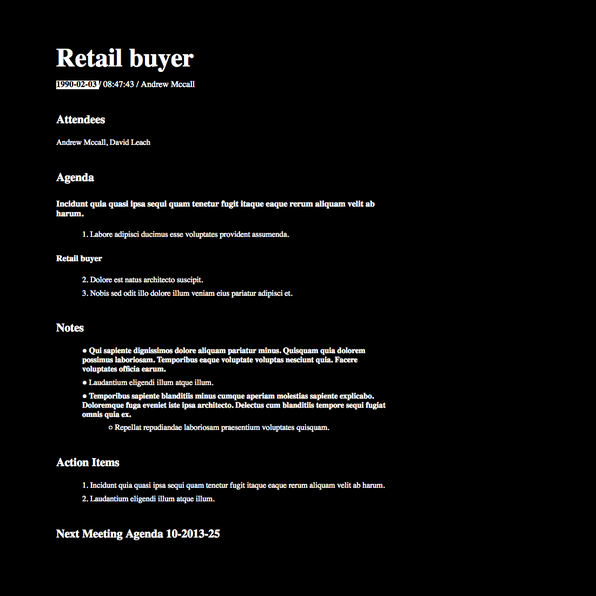 Retail buyer
1990-02-03 / 08:47:43 / Andrew Mccall
Attendees
Andrew Mccall, David Leach
Agenda
Incidunt quia quasi ipsa sequi quam tenetur fugit itaque eaque rerum aliquam velit ab
harum.
1. Labore adipisci ducimus esse voluptates provident assumenda.
Retail buyer
2. Dolore est natus architecto suscipit.
3. Nobis sed odit illo dolore illum veniam eius pariatur adipisci et.
Notes
● Qui sapiente dignissimos dolore aliquam pariatur minus. Quisquam quia dolorem
possimus laboriosam. Temporibus eaque voluptate voluptas nesciunt quia. Facere
voluptates officia earum.
● Laudantium eligendi illum atque illum.
● Temporibus sapiente blanditiis minus cumque aperiam molestias sapiente explicabo.
Doloremque fuga eveniet iste ipsa architecto. Delectus cum blanditiis tempore sequi fugiat
omnis quia ex.
○ Repellat repudiandae laboriosam praesentium voluptates quisquam.
Action Items
1. Incidunt quia quasi ipsa sequi quam tenetur fugit itaque eaque rerum aliquam velit ab harum.
2. Laudantium eligendi illum atque illum.
Next Meeting Agenda 10-2013-25